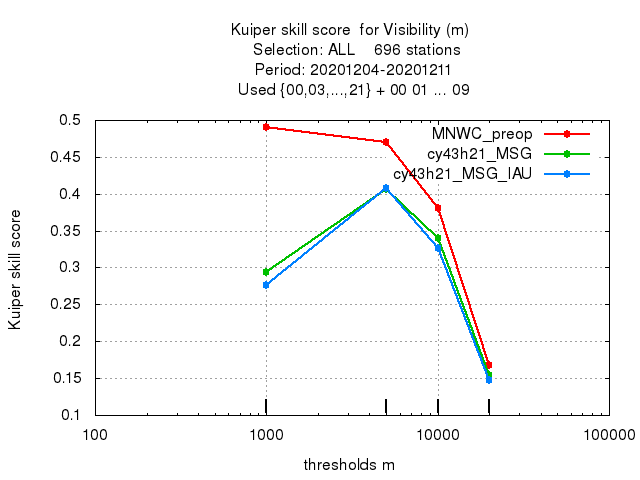 Kuiper skill score  for Visibility (m)
Selection: ALL    696 stations
Period: 20201204-20201211
Used {00,03,...,21} + 00 01 ... 09
0.5
0.45
0.4
0.35
0.3
0.25
0.2
0.15
0.1
Kuiper skill score
MNWC_preop
cy43h21_MSG
cy43h21_MSG_IAU
100
1000
10000
100000
thresholds m